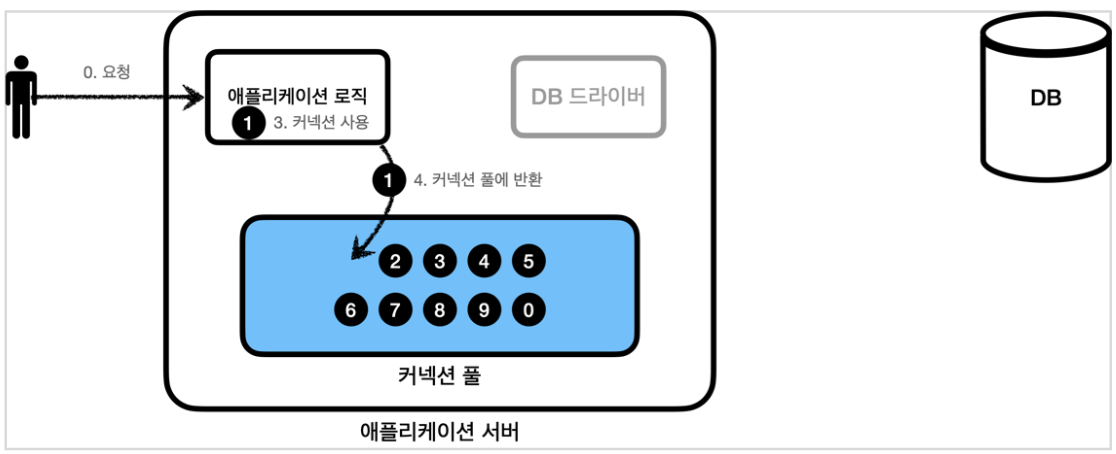 0. 요청
애플리케이션 로직
1 3. 커넥션 사용
DB 드라이버
DB
1 4. 커넥션 풀에 반환
2 3 4 5
6 7 8 9 0
커넥션 풀
애플리케이션 서버